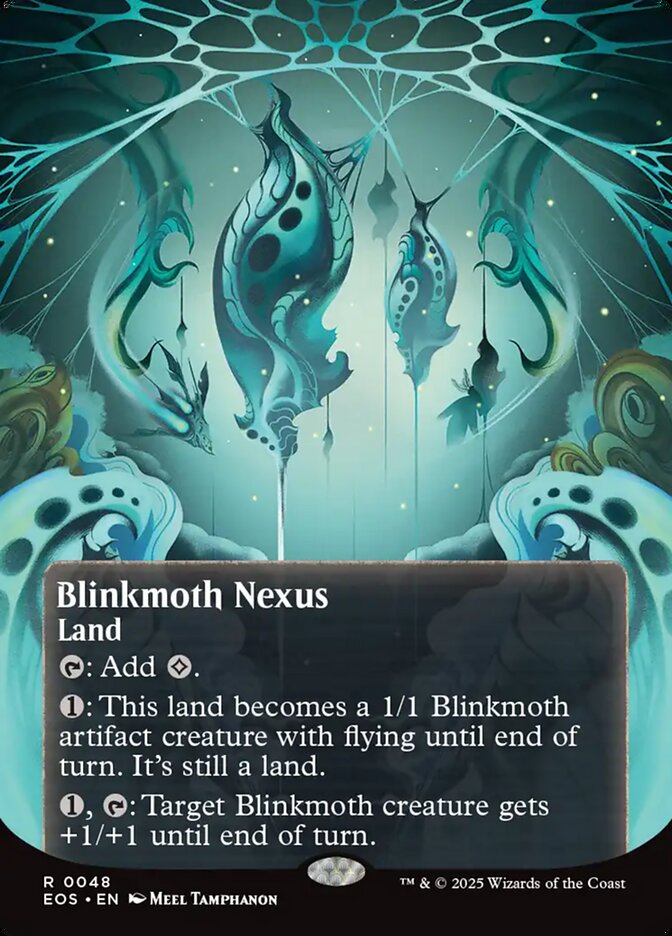 Blinkmoth Nexus
Land
: Add .
1: This land becomes a 1/1 Blinkmoth
artifact creature with flying until end of
turn. It's still a land.
1, : Target Blinkmoth creature gets
+1/+1 until end of turn.
R 0048
EOS • EN MEEL TAMPHANON
™ & © 2025 Wizards of the Coast